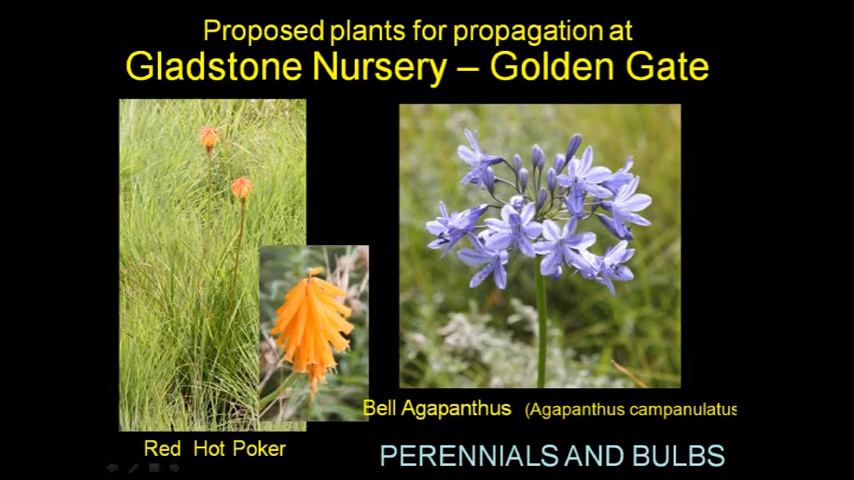 Proposed plants for propagation at
Gladstone Nursery – Golden Gate
Bell Agapanthus (Agapanthus campanulatus
Red Hot Poker
PERENNIALS AND BULBS